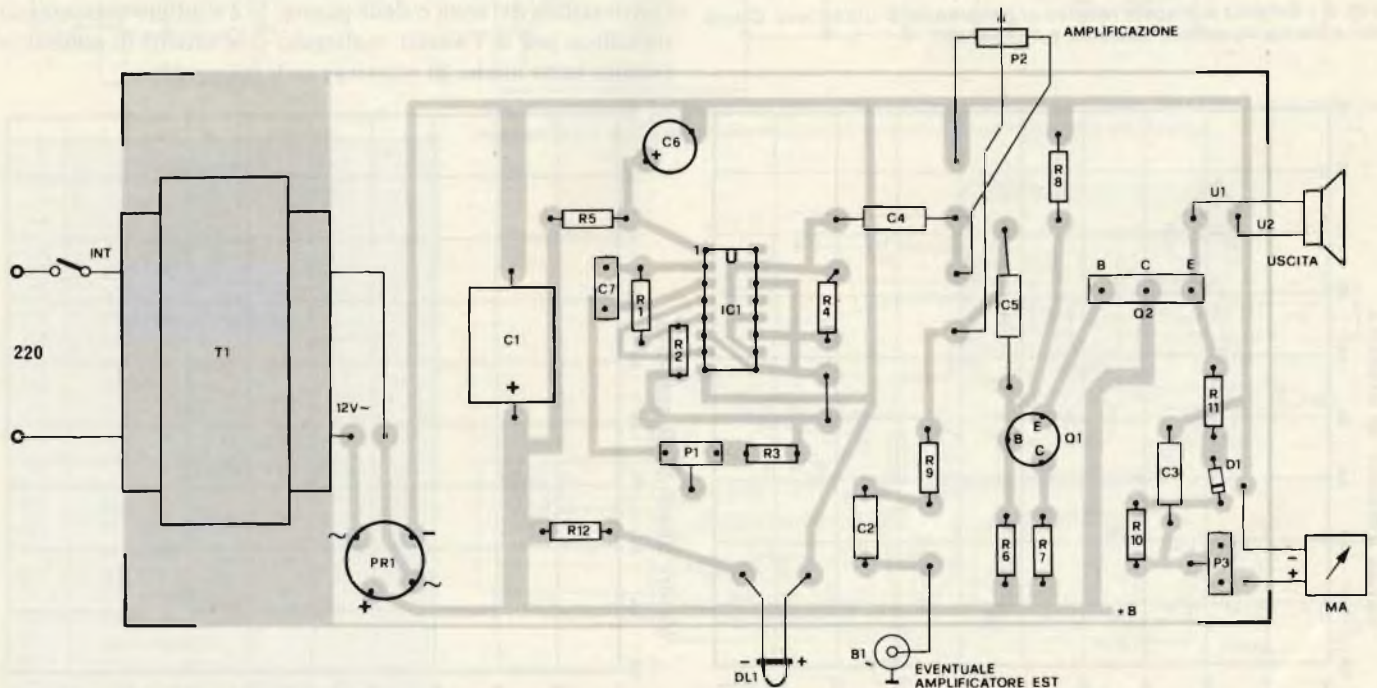 AMPLIFICAZIONE
P2
C6
+
R8
R5
C4
U1
U2
USCITA
INT
1
C7
R1
IC1
R4
C5
B C E
Q2
R2
220
T1
C1
+
12V~
R11
E
B
C
Q1
P1
R3
R9
C3
D1
C2
R12
R6
R7
R10
P3
~
−
PR1
~
+
−
+
MA
+B
− +
DL1
B1
EVENTUALE
AMPLIFICATORE EST